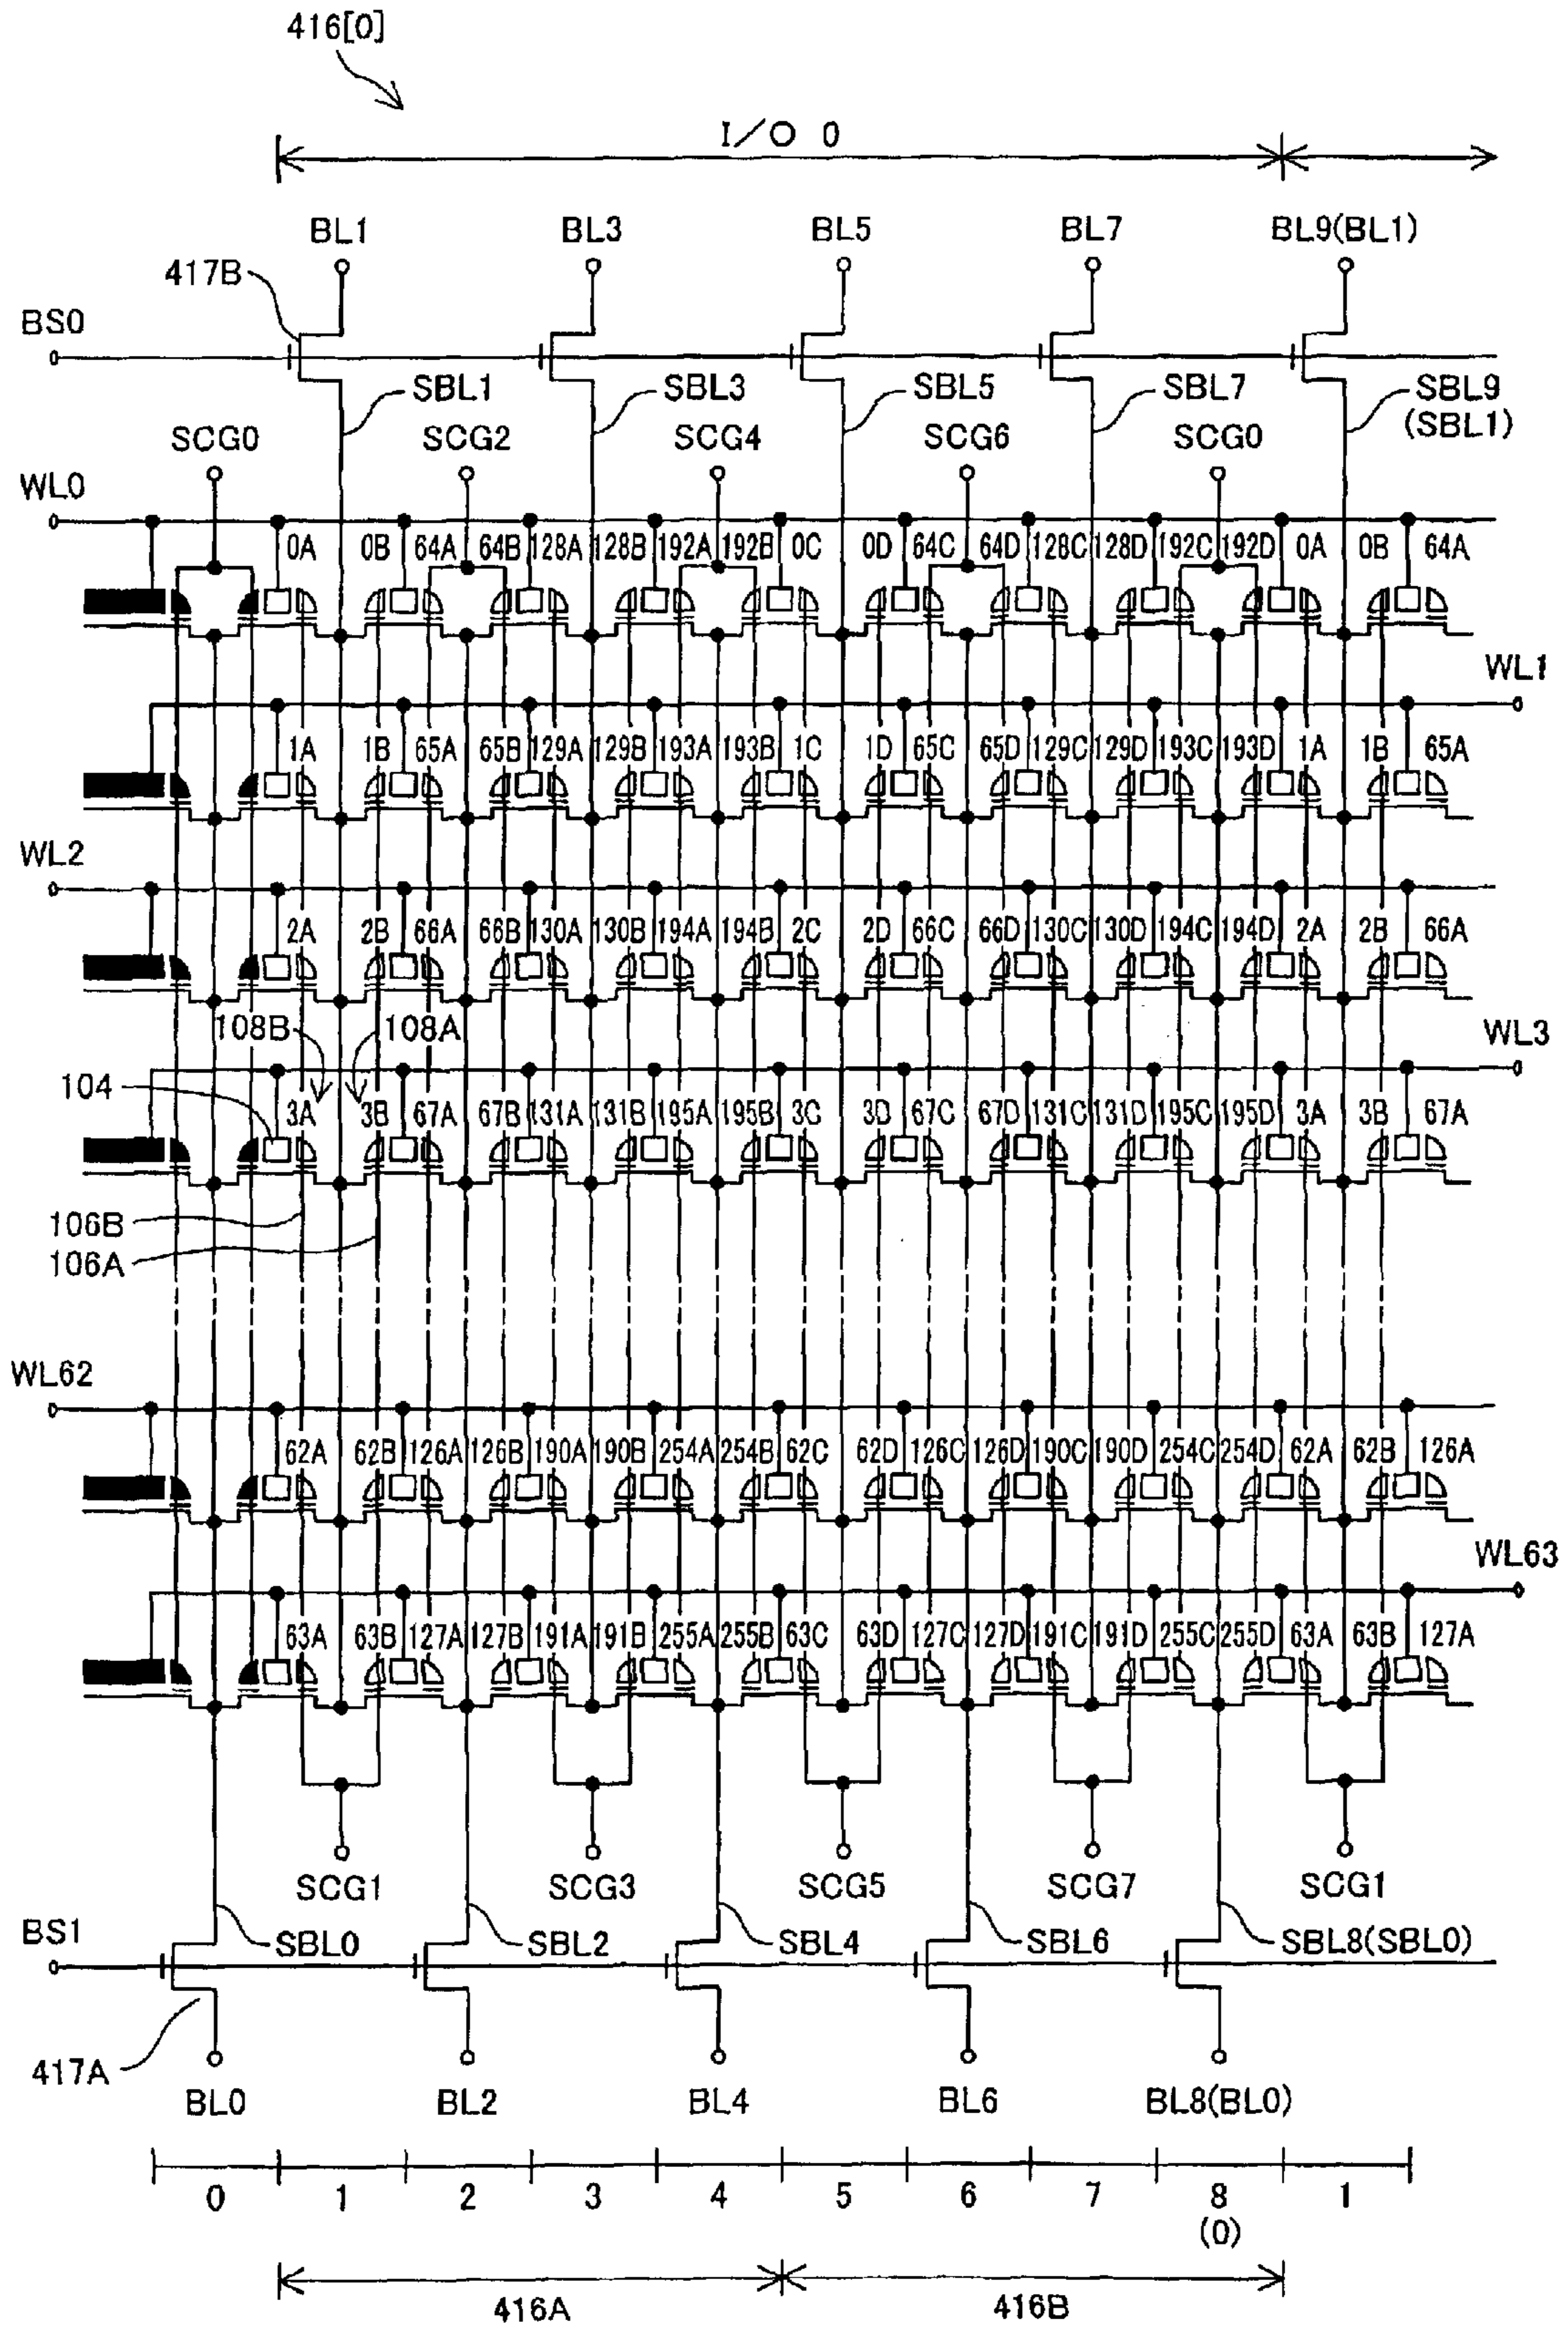 416[0]
I/O 0
BL1 BL3 BL5 BL7 BL9(BL1)
417B
BS0
SBL1 SBL3 SBL5 SBL7 SBL9
(SBL1)
SCG0 SCG2 SCG4 SCG6 SCG0
WL0
0A 0B 64A 64B 128A 128B 192A 192B 0C 0D 64C 64D 128C 128D 192C 192D 0A 0B 64A
WL1
1A 1B 65A 65B 129A 129B 193A 193B 1C 1D 65C 65D 129C 129D 193C 193D 1A 1B 65A
WL2
2A 2B 66A 66B 130A 130B 194A 194B 2C 2D 66C 66D 130C 130D 194C 194D 2A 2B 66A
108B 108A
WL3
104
3A 3B 67A 67B 131A 131B 195A 195B 3C 3D 67C 67D 131C 131D 195C 195D 3A 3B 67A
106B
106A
WL62
62A 62B 126A 126B 190A 190B 254A 254B 62C 62D 126C 126D 190C 190D 254C 254D 62A 62B 126A
WL63
63A 63B 127A 127B 191A 191B 255A 255B 63C 63D 127C 127D 191C 191D 255C 255D 63A 63B 127A
SCG1 SCG3 SCG5 SCG7 SCG1
BS1
SBL0 SBL2 SBL4 SBL6 SBL8(SBL0)
417A
BL0 BL2 BL4 BL6 BL8(BL0)
0 1 2 3 4 5 6 7 8 1
(0)
416A 416B